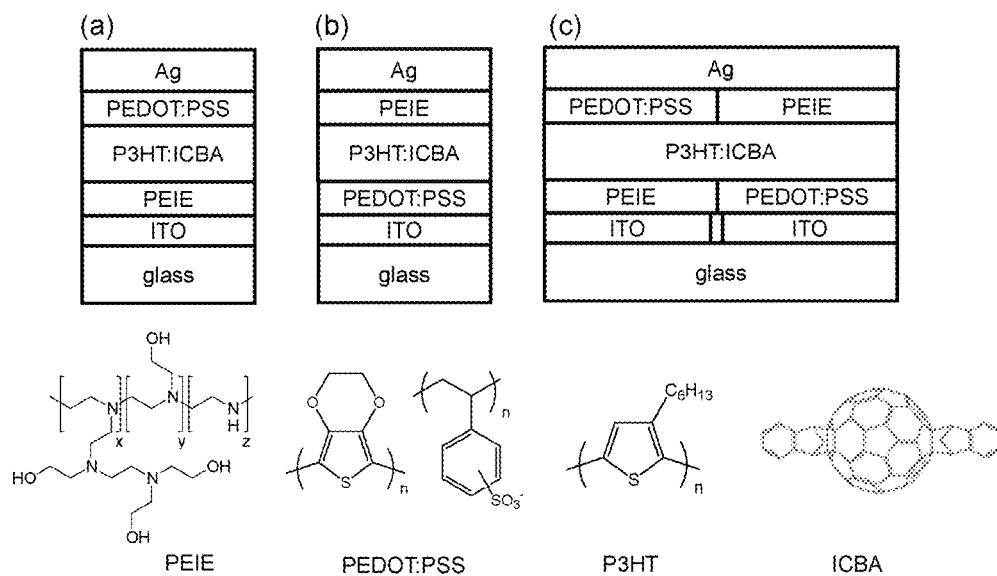 (a)
Ag
PEDOT:PSS
P3HT:ICBA
PEIE
ITO
glass
(b)
Ag
PEIE
P3HT:ICBA
PEDOT:PSS
ITO
glass
(c)
Ag
PEDOT:PSS PEIE
P3HT:ICBA
PEIE PEDOT:PSS
ITO ITO
glass
OH
N N N
H
x y z
HO N N OH
OH
PEIE
O O
S n
n
SO3-
PEDOT:PSS
C6H13
S n
P3HT
ICBA